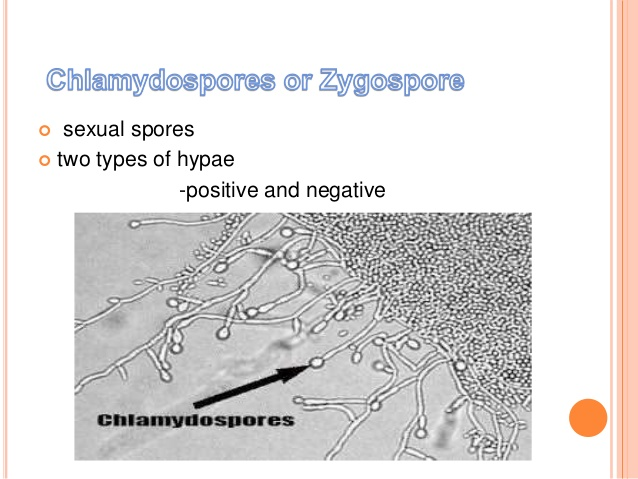 Chlamydospores or Zygospore
sexual spores
two types of hypae
-positive and negative
Chlamydospores